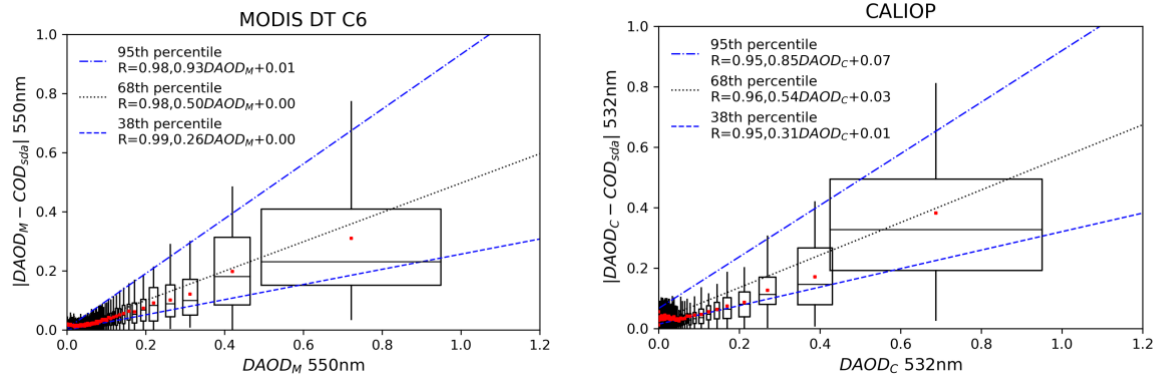 MODIS DT C6
1.0
0.8
0.6
0.4
0.2
0.0
|DAOD_M − COD_sda| 550nm
95th percentile
R=0.98,0.93DAOD_M+0.01
68th percentile
R=0.98,0.50DAOD_M+0.00
38th percentile
R=0.99,0.26DAOD_M+0.00
0.0 0.2 0.4 0.6 0.8 1.0 1.2
DAOD_M 550nm
CALIOP
1.0
0.8
0.6
0.4
0.2
0.0
|DAOD_C − COD_sda| 532nm
95th percentile
R=0.95,0.85DAOD_C+0.07
68th percentile
R=0.96,0.54DAOD_C+0.03
38th percentile
R=0.95,0.31DAOD_C+0.01
0.0 0.2 0.4 0.6 0.8 1.0 1.2
DAOD_C 532nm